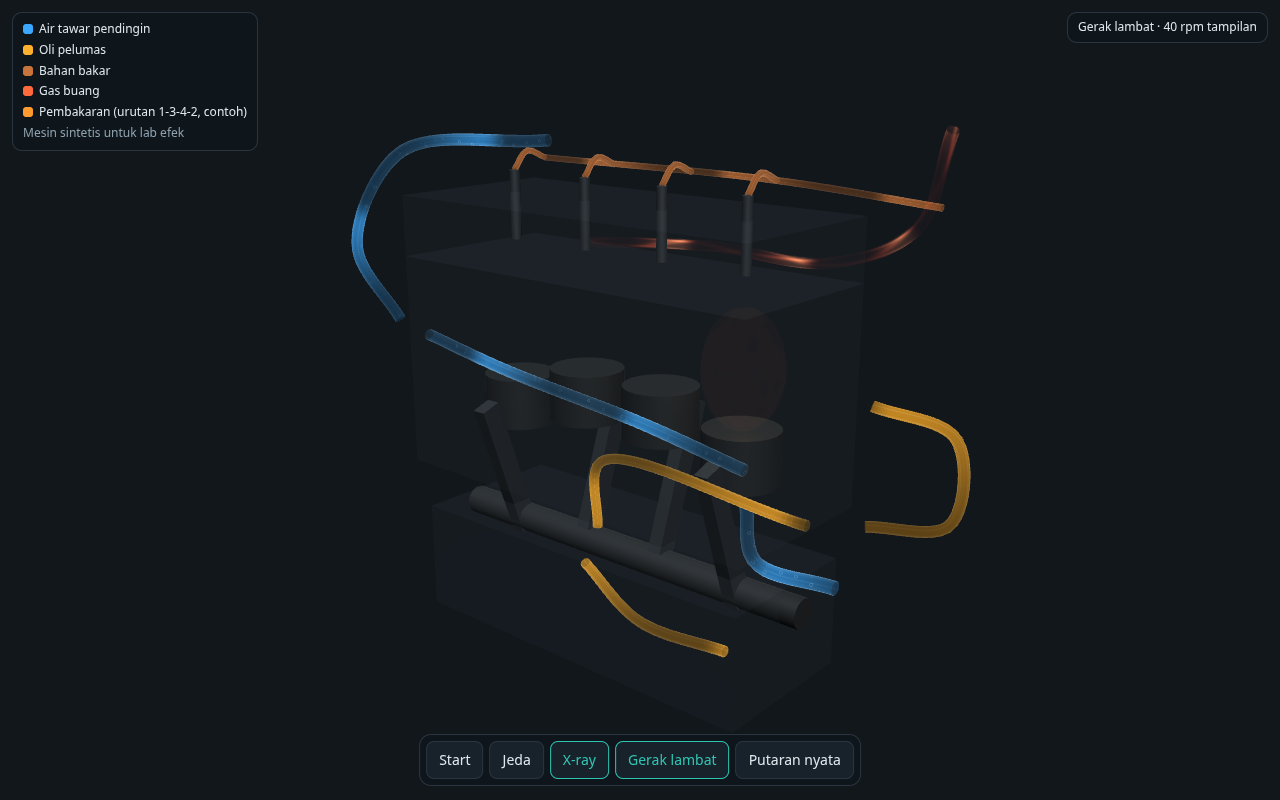 Air tawar pendingin
Oli pelumas
Bahan bakar
Gas buang
Pembakaran (urutan 1-3-4-2, contoh)
Mesin sintetis untuk lab efek
Gerak lambat · 40 rpm tampilan
Start
Jeda
X-ray
Gerak lambat
Putaran nyata